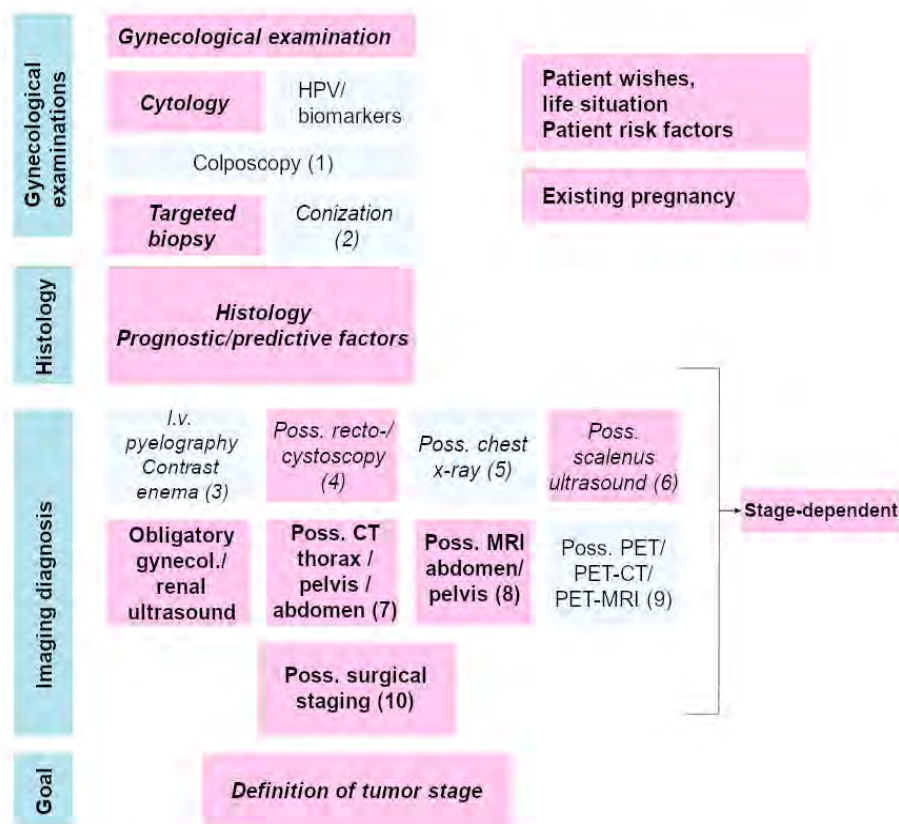 Gynecological
examinations
Gynecological examination
Cytology
HPV/
biomarkers
Colposcopy (1)
Targeted
biopsy
Conization
(2)
Patient wishes,
life situation
Patient risk factors
Existing pregnancy
Histology
Histology
Prognostic/predictive factors
Imaging diagnosis
I.v.
pyelography
Contrast
enema (3)
Poss. recto-/
cystoscopy
(4)
Poss. chest
x-ray (5)
Poss.
scalenus
ultrasound (6)
Obligatory
gynecol./
renal
ultrasound
Poss. CT
thorax /
pelvis /
abdomen (7)
Poss. MRI
abdomen/
pelvis (8)
Poss. PET/
PET-CT/
PET-MRI (9)
Poss. surgical
staging (10)
Stage-dependent
Goal
Definition of tumor stage